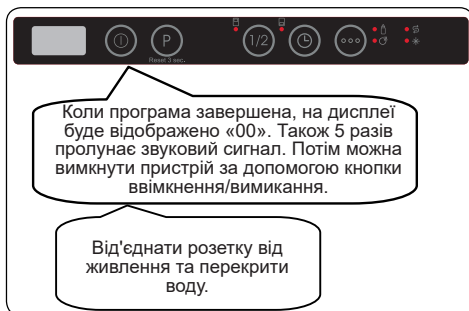 P
1/2
Reset 3 sec.
Коли програма завершена, на дисплеї
буде відображено «00». Також 5 разів
пролунає звуковий сигнал. Потім можна
вимкнути пристрій за допомогою кнопки
ввімкнення/вимикання.
Від'єднати розетку від
живлення та перекрити
воду.